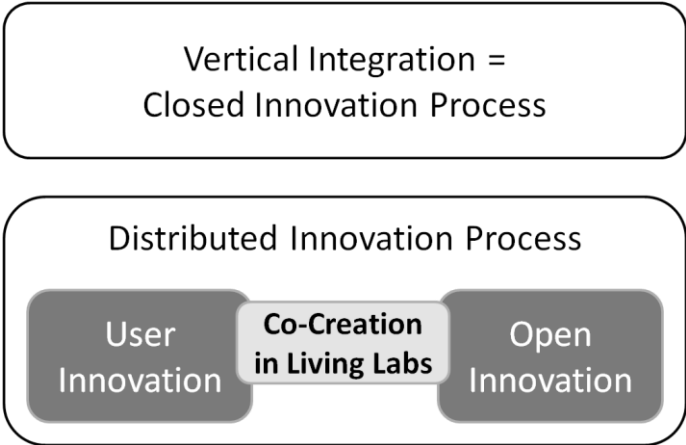 Vertical Integration =
Closed Innovation Process
Distributed Innovation Process
User
Innovation
Co-Creation
in Living Labs
Open
Innovation